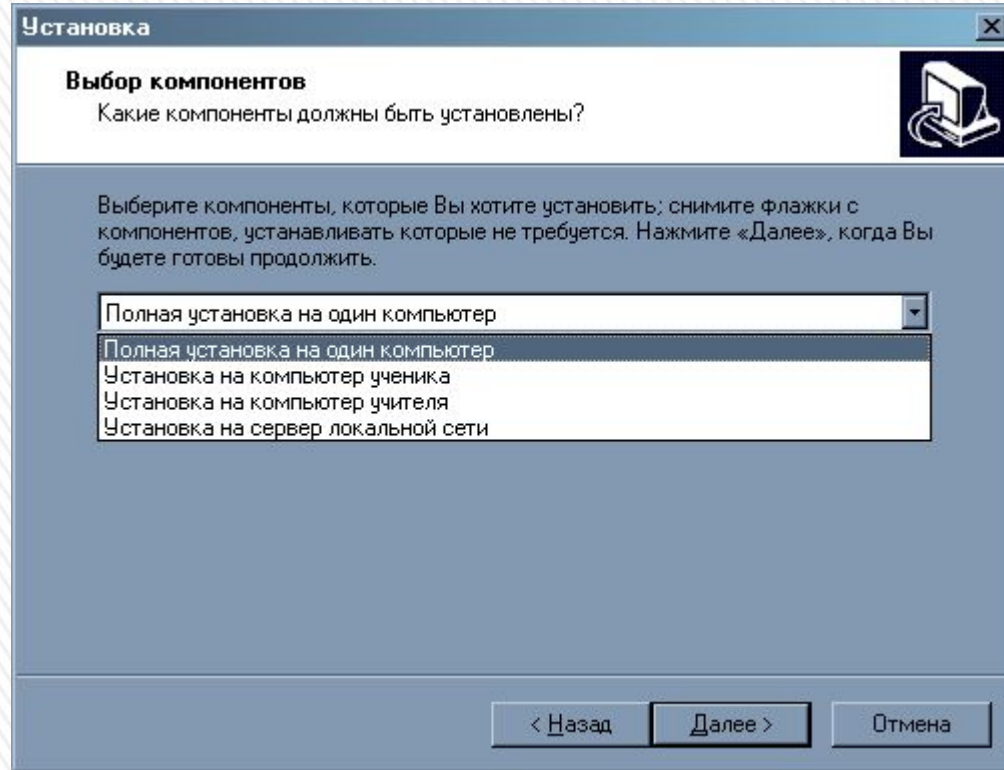 Установка
Выбор компонентов
Какие компоненты должны быть установлены?
Выберите компоненты, которые Вы хотите установить; снимите флажки с
компонентов, устанавливать которые не требуется. Нажмите «Далее», когда Вы
будете готовы продолжить.
Полная установка на один компьютер
Полная установка на один компьютер
Установка на компьютер ученика
Установка на компьютер учителя
Установка на сервер локальной сети
< Назад Далее > Отмена